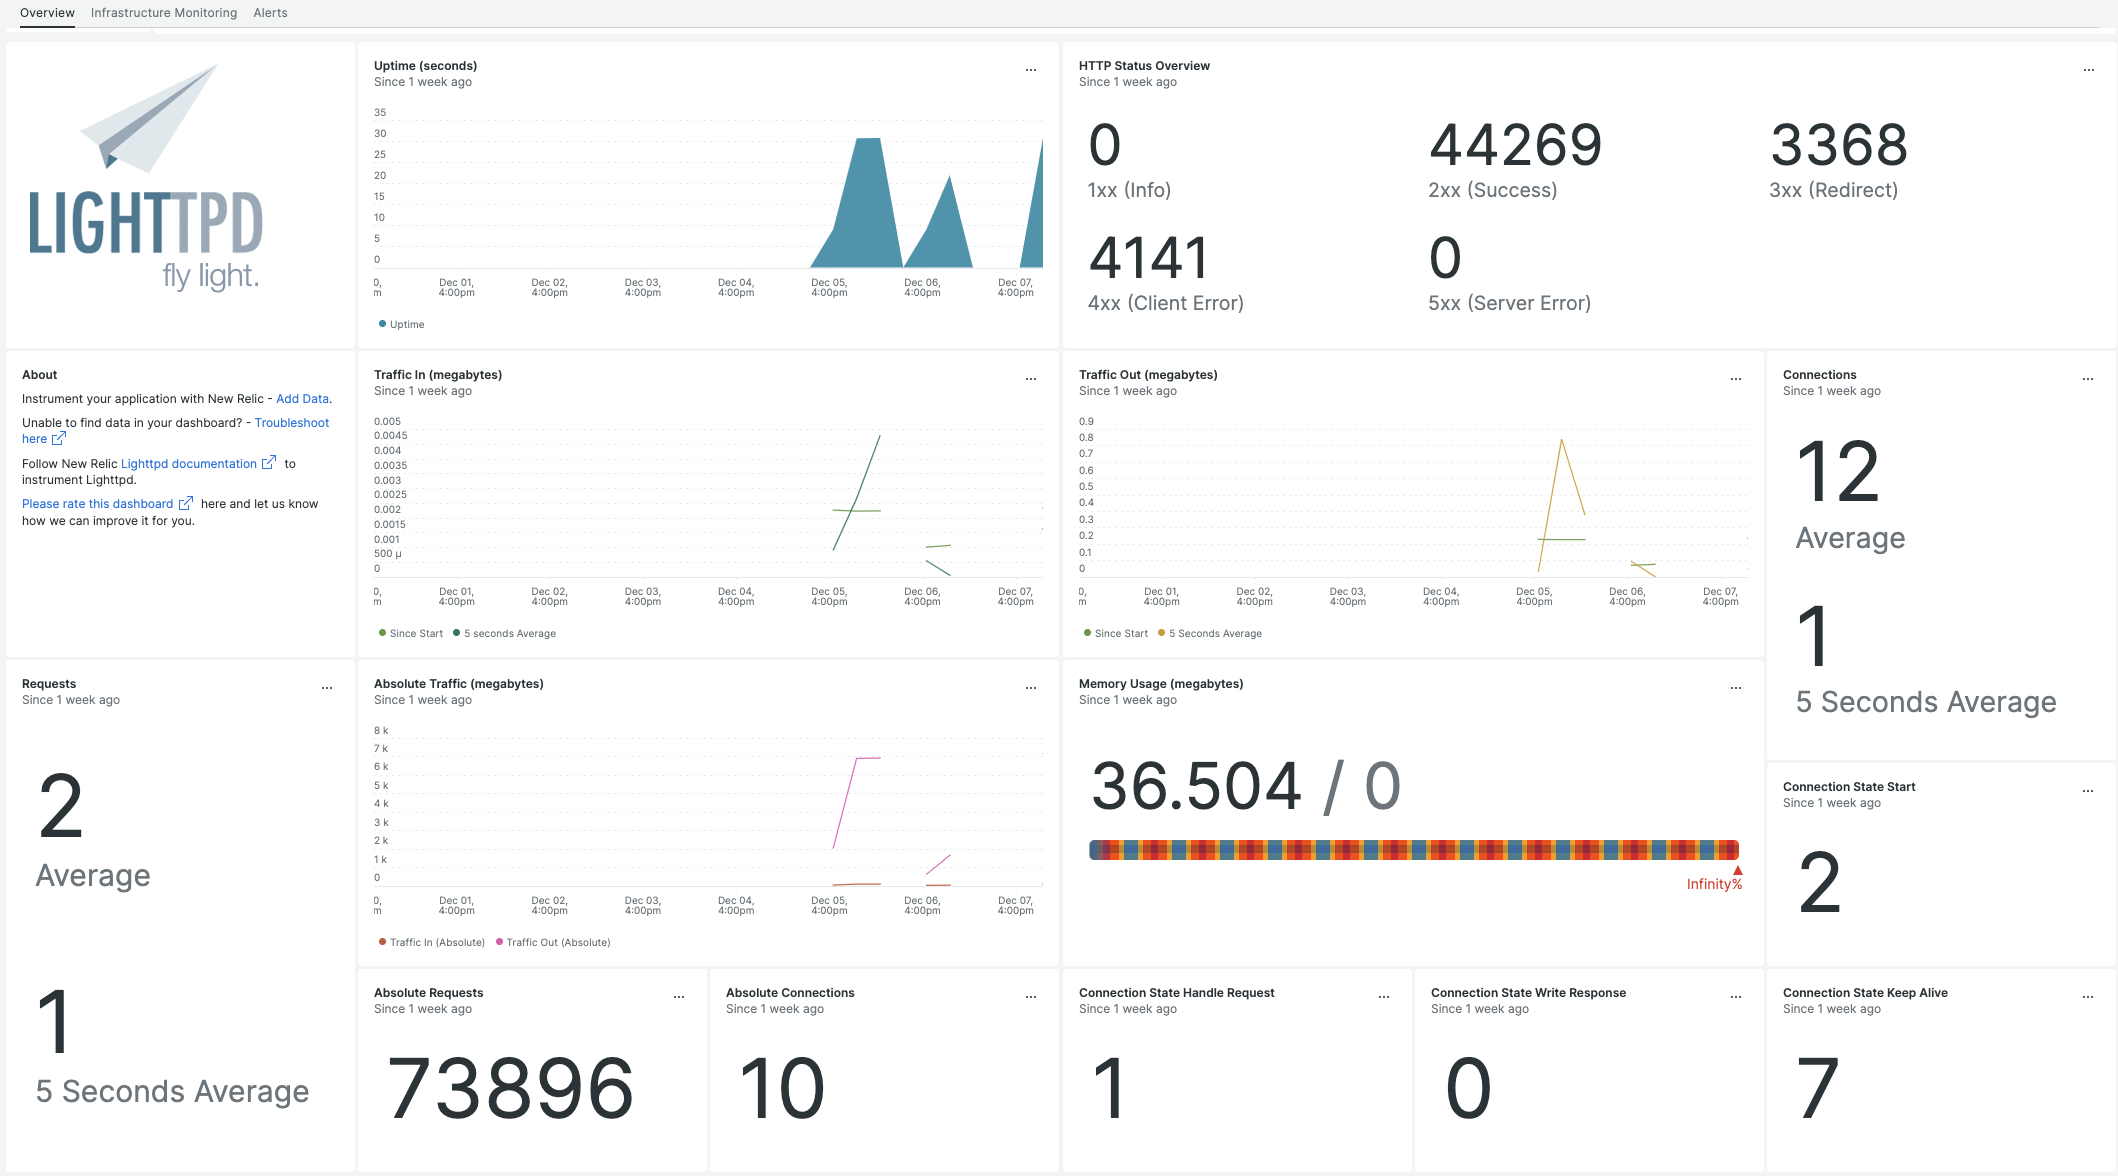 Overview Infrastructure Monitoring Alerts
LIGHTTPD
fly light.
Uptime (seconds)
Since 1 week ago
...
35
30
25
20
15
10
5
0
0,
m
Dec 01,
4:00pm
Dec 02,
4:00pm
Dec 03,
4:00pm
Dec 04,
4:00pm
Dec 05,
4:00pm
Dec 06,
4:00pm
Dec 07,
4:00pm
Uptime
HTTP Status Overview
Since 1 week ago
...
0
1xx (Info)
44269
2xx (Success)
3368
3xx (Redirect)
4141
4xx (Client Error)
0
5xx (Server Error)
About
Instrument your application with New Relic - Add Data.
Unable to find data in your dashboard? - Troubleshoot
here
Follow New Relic Lighttpd documentation to
instrument Lighttpd.
Please rate this dashboard here and let us know
how we can improve it for you.
Traffic In (megabytes)
Since 1 week ago
...
0.005
0.0045
0.004
0.0035
0.003
0.0025
0.002
0.0015
0.001
500 µ
0
0,
m
Dec 01,
4:00pm
Dec 02,
4:00pm
Dec 03,
4:00pm
Dec 04,
4:00pm
Dec 05,
4:00pm
Dec 06,
4:00pm
Dec 07,
4:00pm
Since Start 5 seconds Average
Traffic Out (megabytes)
Since 1 week ago
...
0.9
0.8
0.7
0.6
0.5
0.4
0.3
0.2
0.1
0
0,
m
Dec 01,
4:00pm
Dec 02,
4:00pm
Dec 03,
4:00pm
Dec 04,
4:00pm
Dec 05,
4:00pm
Dec 06,
4:00pm
Dec 07,
4:00pm
Since Start 5 Seconds Average
Connections
Since 1 week ago
...
12
Average
1
5 Seconds Average
Requests
Since 1 week ago
...
2
Average
1
5 Seconds Average
Absolute Traffic (megabytes)
Since 1 week ago
...
8 k
7 k
6 k
5 k
4 k
3 k
2 k
1 k
0
0,
m
Dec 01,
4:00pm
Dec 02,
4:00pm
Dec 03,
4:00pm
Dec 04,
4:00pm
Dec 05,
4:00pm
Dec 06,
4:00pm
Dec 07,
4:00pm
Traffic In (Absolute) Traffic Out (Absolute)
Memory Usage (megabytes)
Since 1 week ago
...
36.504 / 0
Infinity%
Connection State Start
Since 1 week ago
...
2
Absolute Requests
Since 1 week ago
...
73896
Absolute Connections
Since 1 week ago
...
10
Connection State Handle Request
Since 1 week ago
...
1
Connection State Write Response
Since 1 week ago
...
0
Connection State Keep Alive
Since 1 week ago
...
7